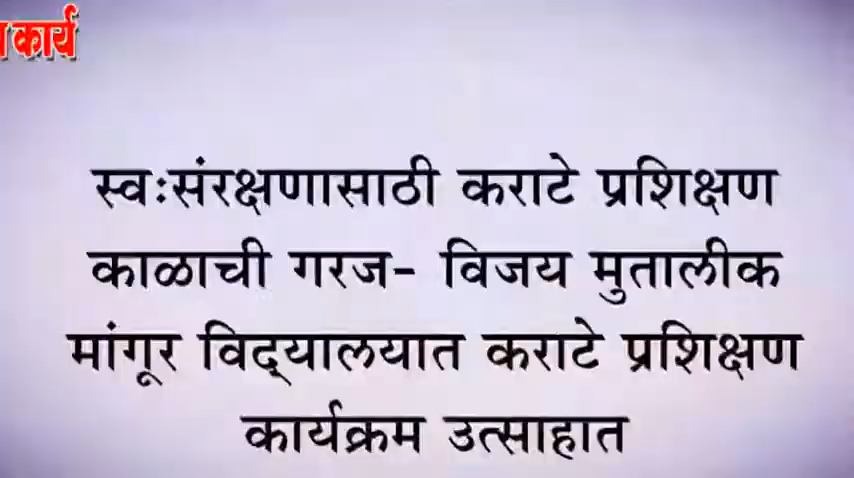 कार्य
स्वःसंरक्षणासाठी कराटे प्रशिक्षण
काळाची गरज- विजय मुतालीक
मांगूर विद्‌यालयात कराटे प्रशिक्षण
कार्यक्रम उत्साहात